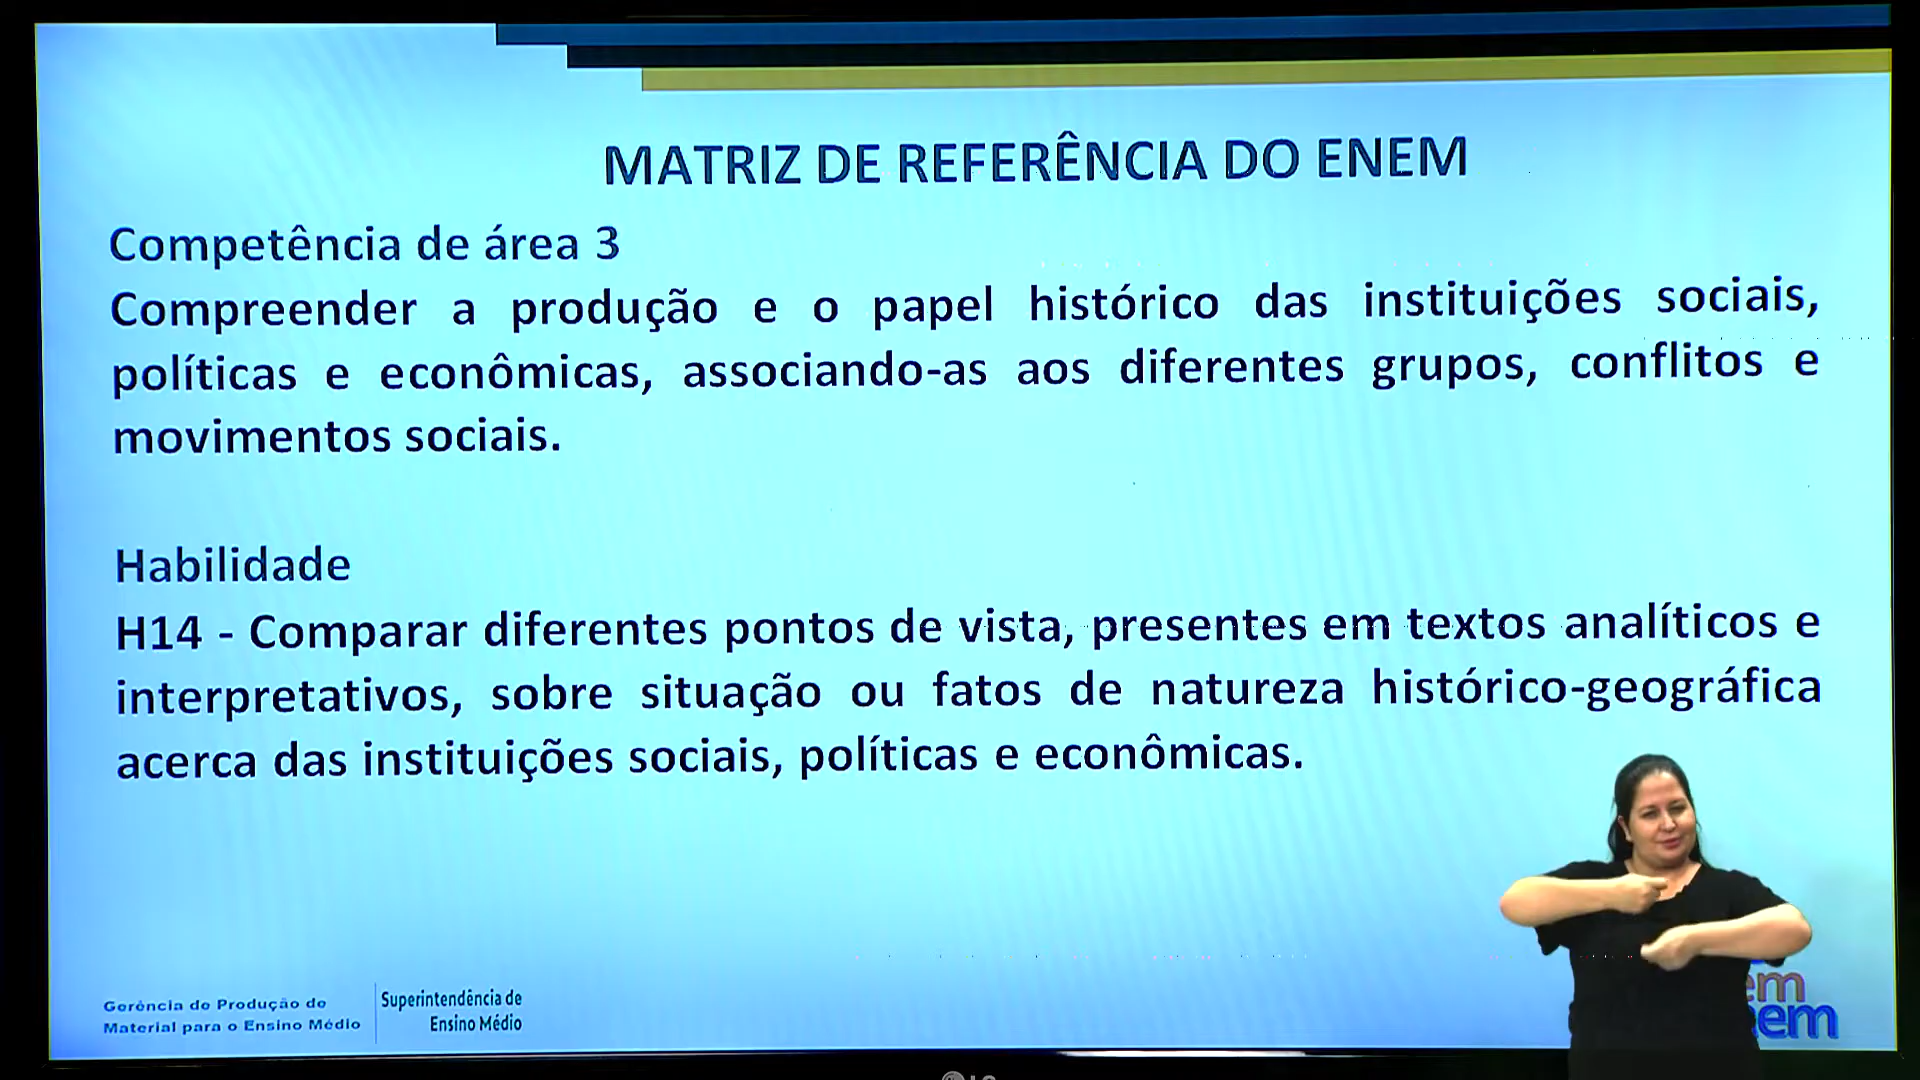 MATRIZ DE REFERÊNCIA DO ENEM
Competência de área 3
Compreender a produção e o papel histórico das instituições sociais,
políticas e econômicas, associando-as aos diferentes grupos, conflitos e
movimentos sociais.
Habilidade
H14 - Comparar diferentes pontos de vista, presentes em textos analíticos e
interpretativos, sobre situação ou fatos de natureza histórico-geográfica
acerca das instituições sociais, políticas e econômicas.
Gerência de Produção de
Material para o Ensino Médio
Superintendência de
Ensino Médio
em
em